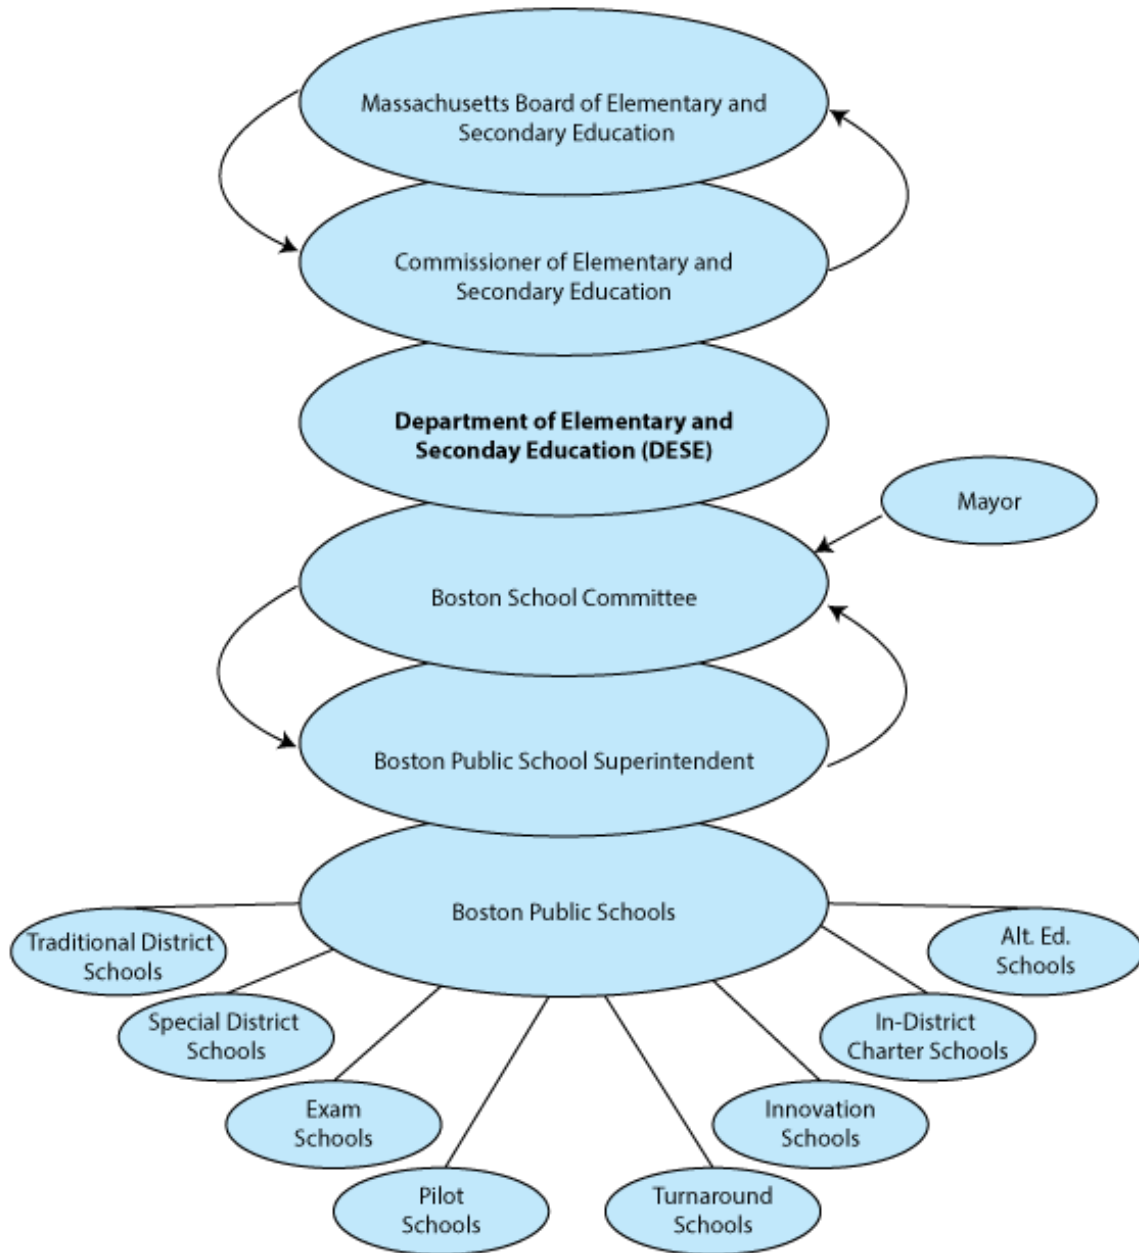 Massachusetts Board of Elementary and
Secondary Education
Commissioner of Elementary and
Secondary Education
Department of Elementary and
Seconday Education (DESE)
Mayor
Boston School Committee
Boston Public School Superintendent
Boston Public Schools
Traditional District
Schools
Alt. Ed.
Schools
Special District
Schools
In-District
Charter Schools
Exam
Schools
Innovation
Schools
Pilot
Schools
Turnaround
Schools